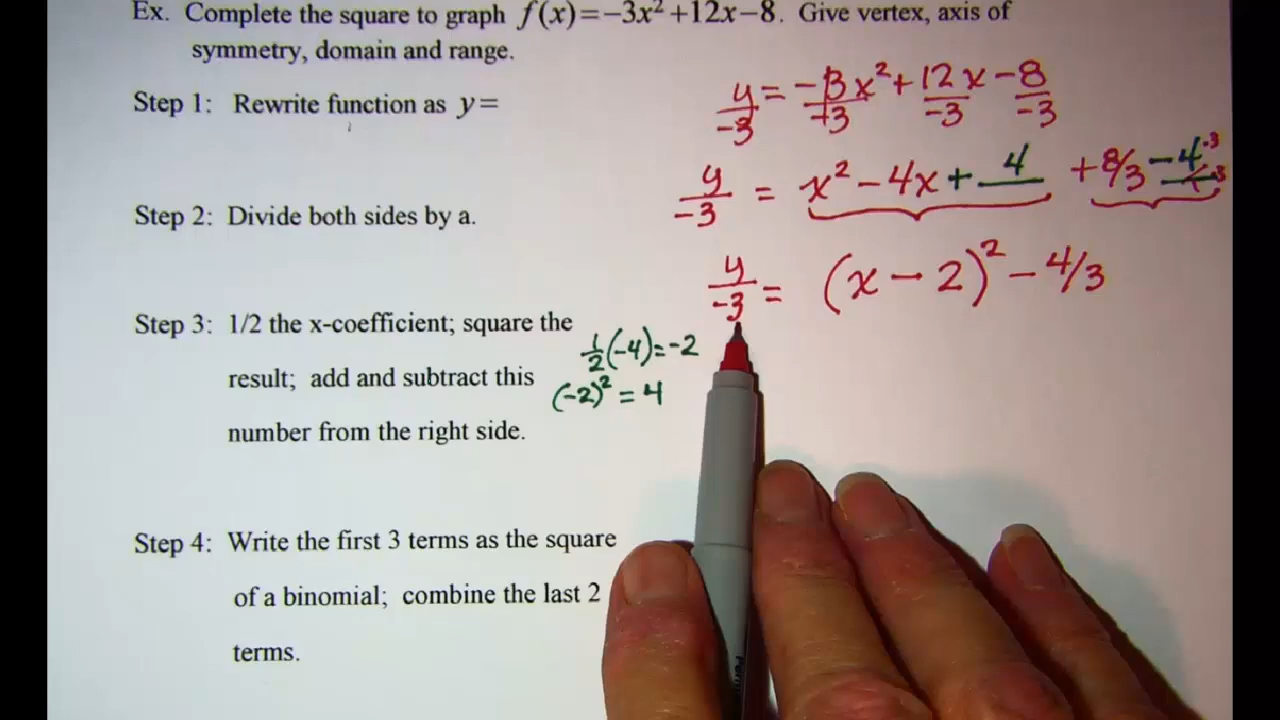 Ex. Complete the square to graph f(x)=−3x²+12x−8. Give vertex, axis of
symmetry, domain and range.
Step 1: Rewrite function as y=
y/-3 = -3x²/-3 + 12x/-3 - 8/-3
Step 2: Divide both sides by a.
y/-3 = x² - 4x + 4 + 8/3 - 4·3/·3
y/-3 = (x - 2)² - 4/3
Step 3: 1/2 the x-coefficient; square the
result; add and subtract this
number from the right side.
1/2(-4)=-2
(-2)² = 4
Step 4: Write the first 3 terms as the square
of a binomial; combine the last 2
terms.